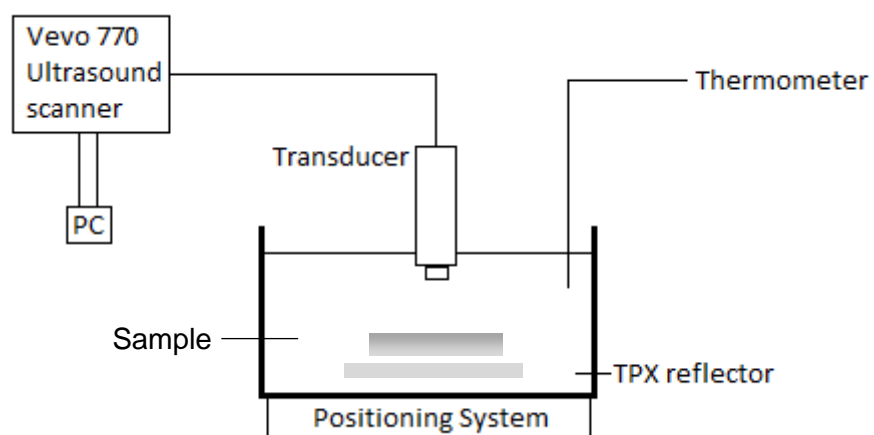 Vevo 770
Ultrasound
scanner
Thermometer
Transducer
PC
Sample
TPX reflector
Positioning System